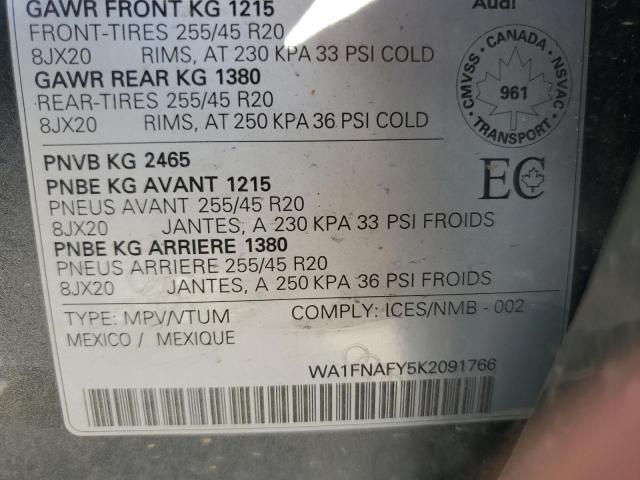 GAWR FRONT KG 1215
Audi
FRONT-TIRES 255/45 R20
8JX20 RIMS, AT 230 KPA 33 PSI COLD
GAWR REAR KG 1380
REAR-TIRES 255/45 R20
8JX20 RIMS, AT 250 KPA 36 PSI COLD
CMVSS - CANADA - NSVAC
961
TRANSPORT
PNVB KG 2465
PNBE KG AVANT 1215
PNEUS AVANT 255/45 R20
8JX20 JANTES, A 230 KPA 33 PSI FROIDS
PNBE KG ARRIERE 1380
PNEUS ARRIERE 255/45 R20
8JX20 JANTES, A 250 KPA 36 PSI FROIDS
EC
TYPE: MPV/VTUM COMPLY: ICES/NMB - 002
MEXICO / MEXIQUE
WA1FNAFY5K2091766